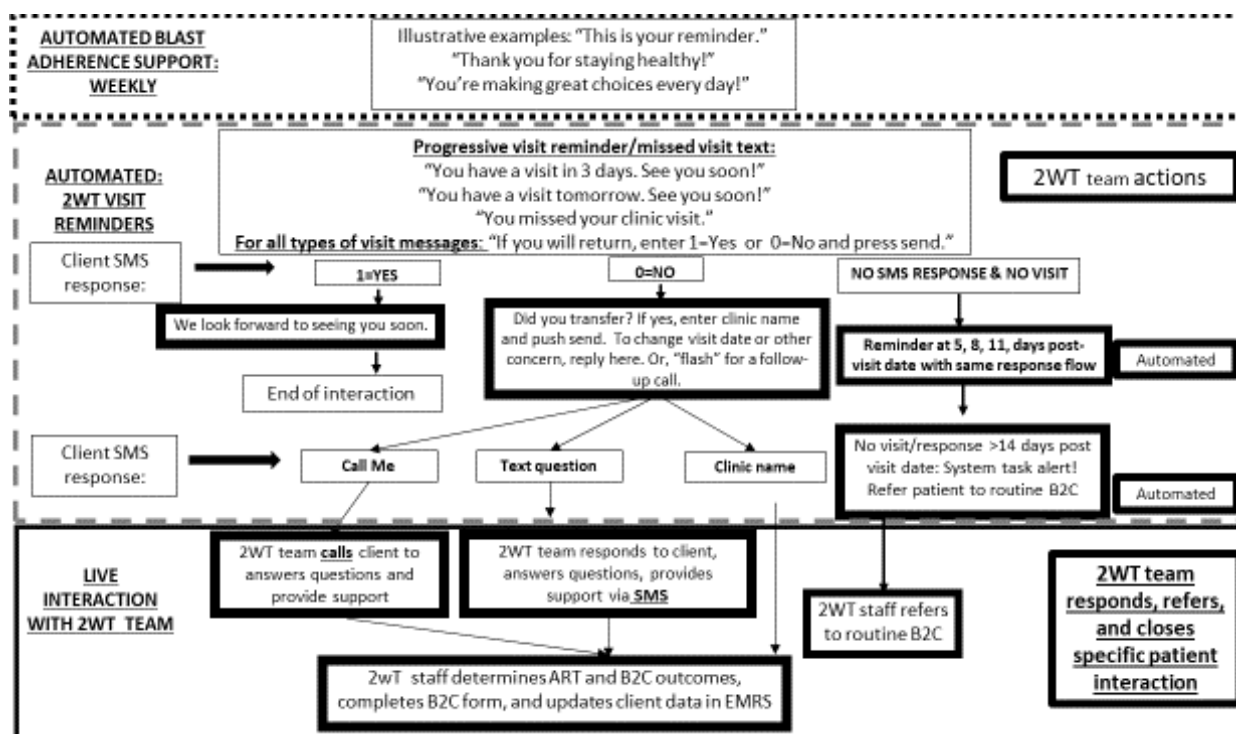 AUTOMATED BLAST
ADHERENCE SUPPORT:
WEEKLY
Illustrative examples: “This is your reminder.”
“Thank you for staying healthy!”
“You’re making great choices every day!”
AUTOMATED:
2WT VISIT
REMINDERS
Progressive visit reminder/missed visit text:
“You have a visit in 3 days. See you soon!”
“You have a visit tomorrow. See you soon!”
“You missed your clinic visit.”
For all types of visit messages: “If you will return, enter 1=Yes or 0=No and press send.”
2WT team actions
Client SMS
response:
1=YES
0=NO
NO SMS RESPONSE & NO VISIT
We look forward to seeing you soon.
Did you transfer? If yes, enter clinic name
and push send. To change visit date or other
concern, reply here. Or, “flash” for a follow-
up call.
Reminder at 5, 8, 11, days post-
visit date with same response flow
Automated
End of interaction
Client SMS
response:
Call Me
Text question
Clinic name
No visit/response >14 days post
visit date: System task alert!
Refer patient to routine B2C
Automated
LIVE
INTERACTION
WITH 2WT TEAM
2WT team calls client to
answers questions and
provide support
2WT team responds to client,
answers questions, provides
support via SMS
2WT staff refers
to routine B2C
2WT team
responds, refers,
and closes
specific patient
interaction
2wT staff determines ART and B2C outcomes,
completes B2C form, and updates client data in EMRS